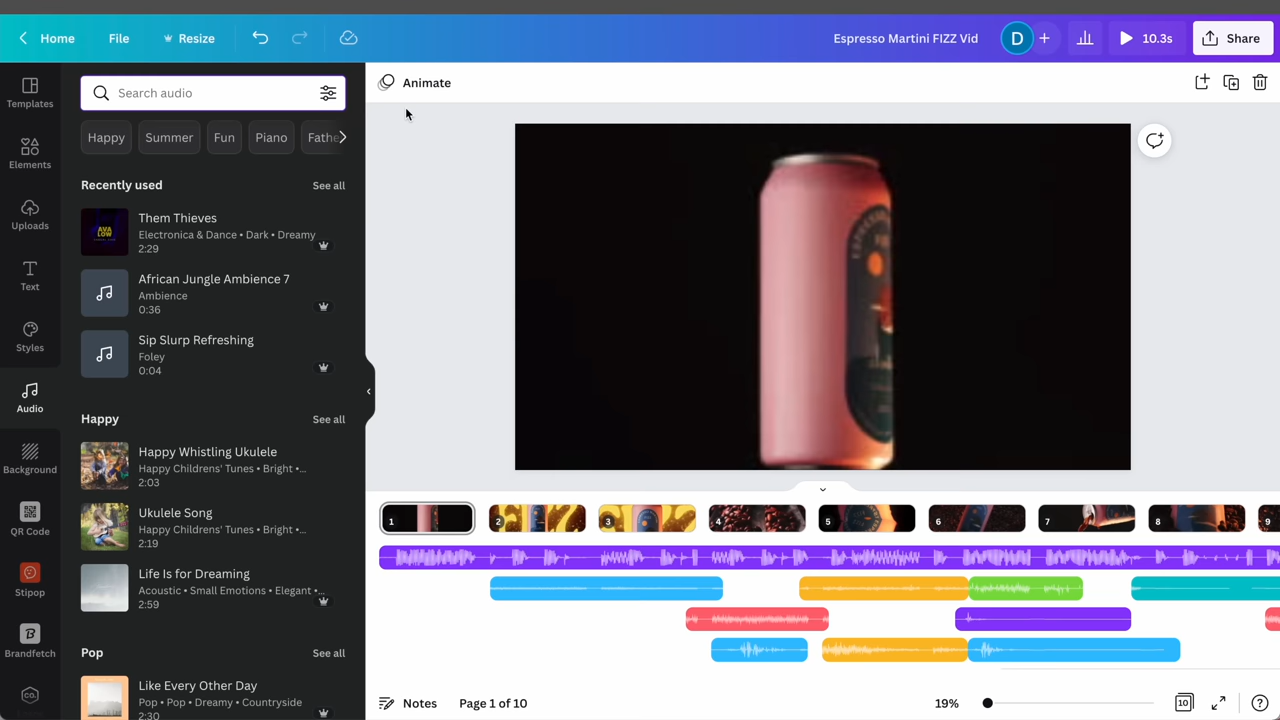 Home
File
Resize
Espresso Martini FIZZ Vid
D
+
10.3s
Share
Templates
Elements
Uploads
Text
Styles
Audio
Background
QR Code
Stipop
Brandfetch
Search audio
Happy
Summer
Fun
Piano
Fathe
Recently used
See all
AVA
LOW
Them Thieves
Electronica & Dance • Dark • Dreamy
2:29
African Jungle Ambience 7
Ambience
0:36
Sip Slurp Refreshing
Foley
0:04
Happy
See all
Happy Whistling Ukulele
Happy Childrens' Tunes • Bright •...
2:03
Ukulele Song
Happy Childrens' Tunes • Bright •...
2:19
Life Is for Dreaming
Acoustic • Small Emotions • Elegant •...
2:59
Pop
See all
Like Every Other Day
Pop • Pop • Dreamy • Countryside
2:30
Animate
1
2
3
4
5
6
7
8
9
Notes
Page 1 of 10
19%
10
?